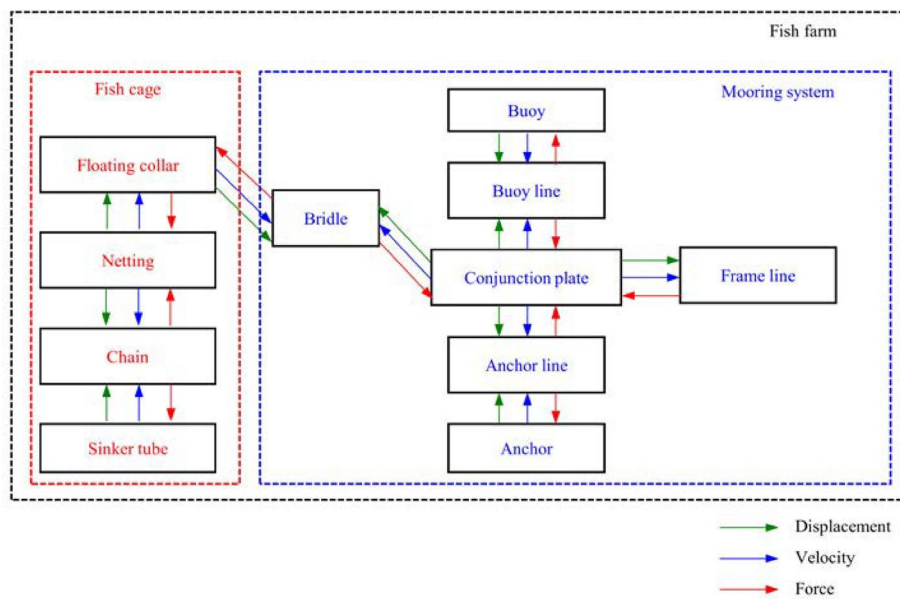 Fish farm
Fish cage
Mooring system
Buoy
Floating collar
Buoy line
Bridle
Netting
Conjunction plate
Frame line
Chain
Anchor line
Sinker tube
Anchor
Displacement
Velocity
Force